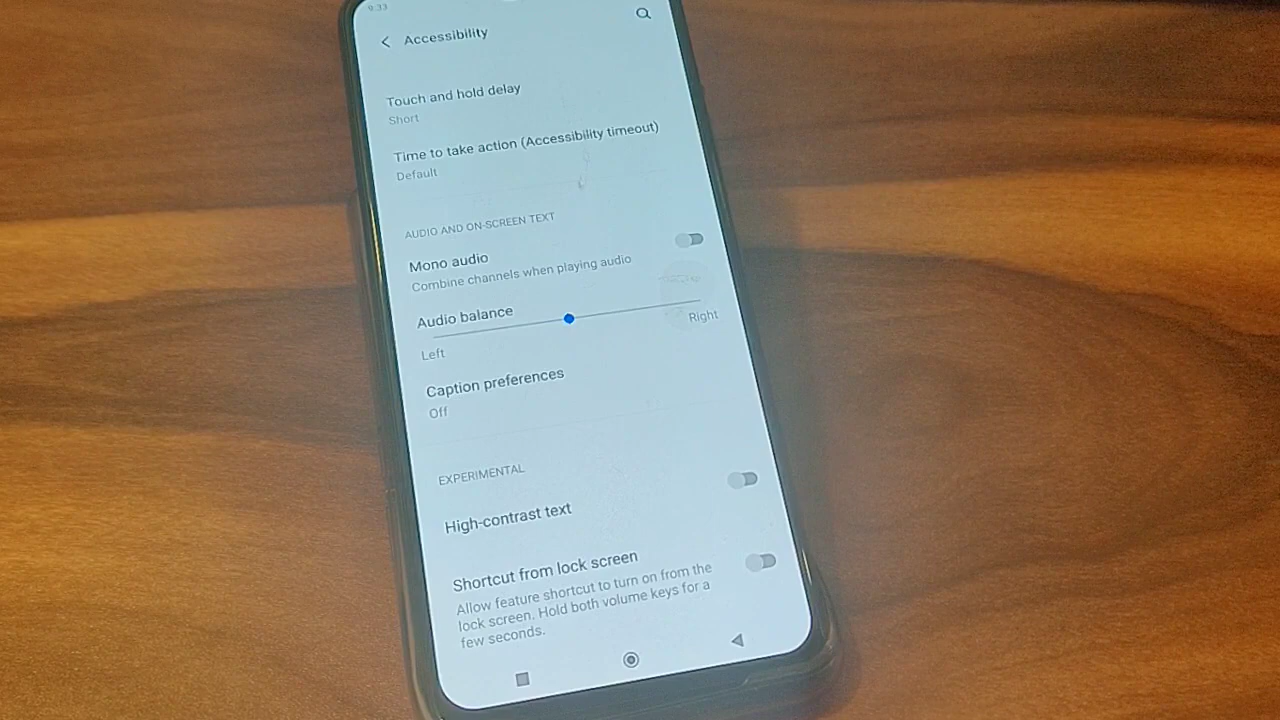 9:33
Accessibility
Touch and hold delay
Short
Time to take action (Accessibility timeout)
Default
AUDIO AND ON-SCREEN TEXT
Mono audio
Combine channels when playing audio
Audio balance
Left
Right
Caption preferences
Off
EXPERIMENTAL
High-contrast text
Shortcut from lock screen
Allow feature shortcut to turn on from the
lock screen. Hold both volume keys for a
few seconds.